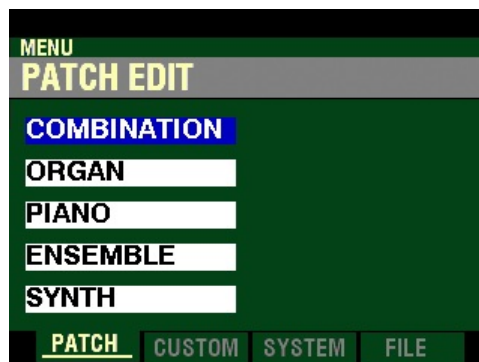 MENU
PATCH EDIT
COMBINATION
ORGAN
PIANO
ENSEMBLE
SYNTH
PATCH CUSTOM SYSTEM FILE